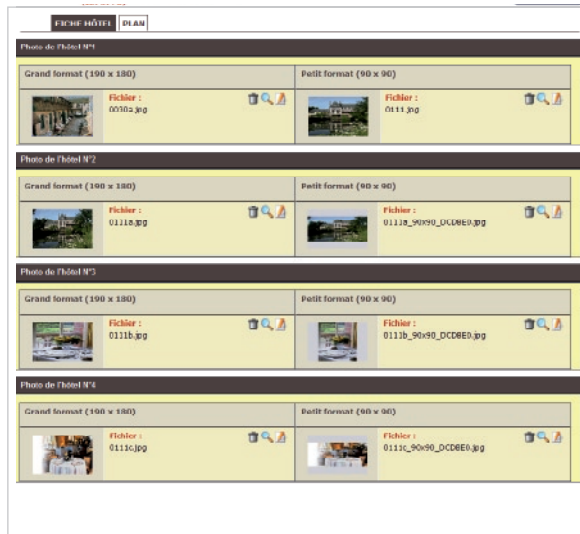 FICHE HÔTEL PLAN
Photo de l'hôtel N°1
Grand format (190 x 180) Petit format (90 x 90)
Fichier : Fichier :
0030a.jpg 0111.jpg
Photo de l'hôtel N°2
Grand format (190 x 180) Petit format (90 x 90)
Fichier : Fichier :
0111a.jpg 0111a_90x90_DCD8E0.jpg
Photo de l'hôtel N°3
Grand format (190 x 180) Petit format (90 x 90)
Fichier : Fichier :
0111b.jpg 0111b_90x90_DCD8E0.jpg
Photo de l'hôtel N°4
Grand format (190 x 180) Petit format (90 x 90)
Fichier : Fichier :
0111c.jpg 0111c_90x90_DCD8E0.jpg